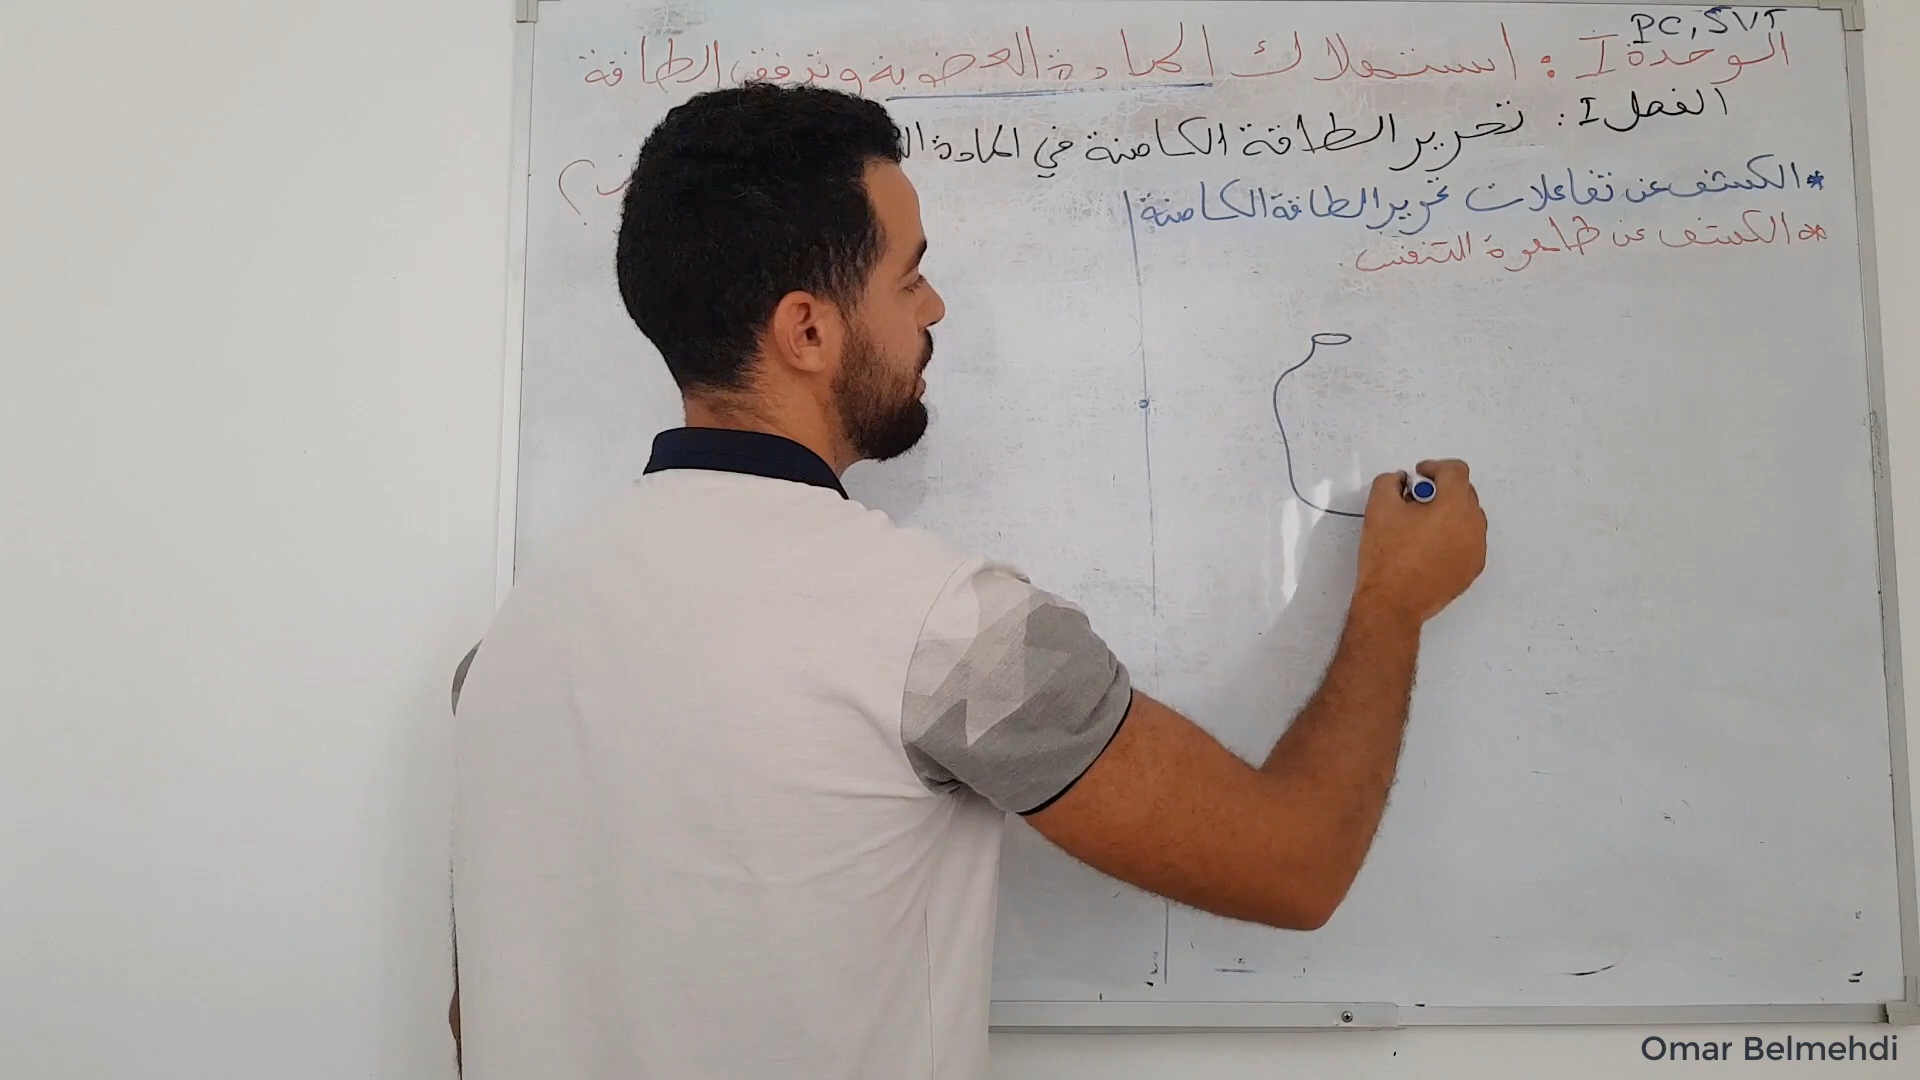 PC, SVT
الوحدة I : استهلاك المادة العضوية وتدفق الطاقة
الفصل I : تحرير الطاقة الكامنة في المادة
* الكشف عن تفاعلات تحرير الطاقة الكامنة
** الكشف عن ظاهرة التنفس.
Omar Belmehdi